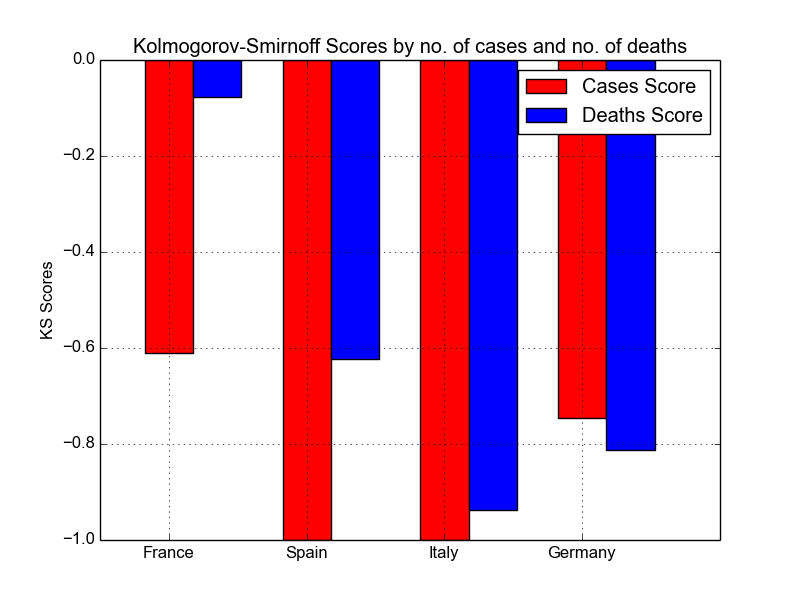 Kolmogorov-Smirnoff Scores by no. of cases and no. of deaths
Cases Score
Deaths Score
KS Scores
0.0
−0.2
−0.4
−0.6
−0.8
−1.0
France Spain Italy Germany